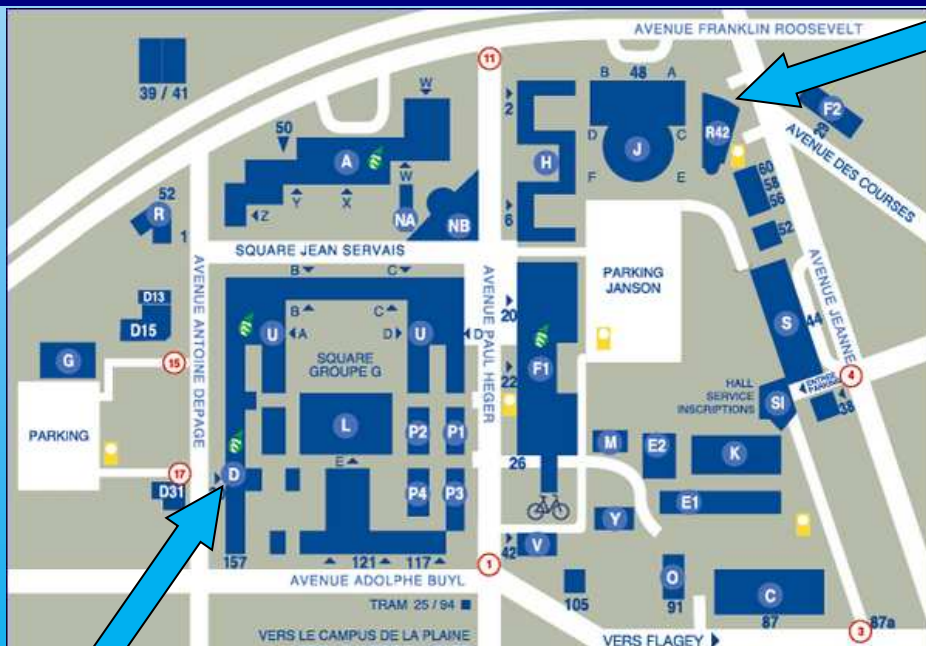 AVENUE FRANKLIN ROOSEVELT
11
39 / 41
W
B
48
A
50
2
F2
29
R42
A
H
D
J
C
AVENUE DES COURSES
W
F
E
60
58
56
52
R
Z
Y
X
NA
NB
6
1
52
SQUARE JEAN SERVAIS
AVENUE ANTOINE DEPAGE
B
C
AVENUE PAUL HEGER
PARKING
JANSON
AVENUE JEANNE
D13
D15
B
C
20
S
44
U
A
D
U
D
G
15
SQUARE
GROUPE G
22
F1
HALL
SERVICE
INSCRIPTIONS
ENTREE
PARKING
4
SI
38
PARKING
L
P2
P1
M
E2
K
D
E
26
17
D31
P4
P3
E1
Y
V
42
157
121
117
1
AVENUE ADOLPHE BUYL
105
O
91
C
87
87a
TRAM 25 / 94
VERS LE CAMPUS DE LA PLAINE
VERS FLAGEY
3